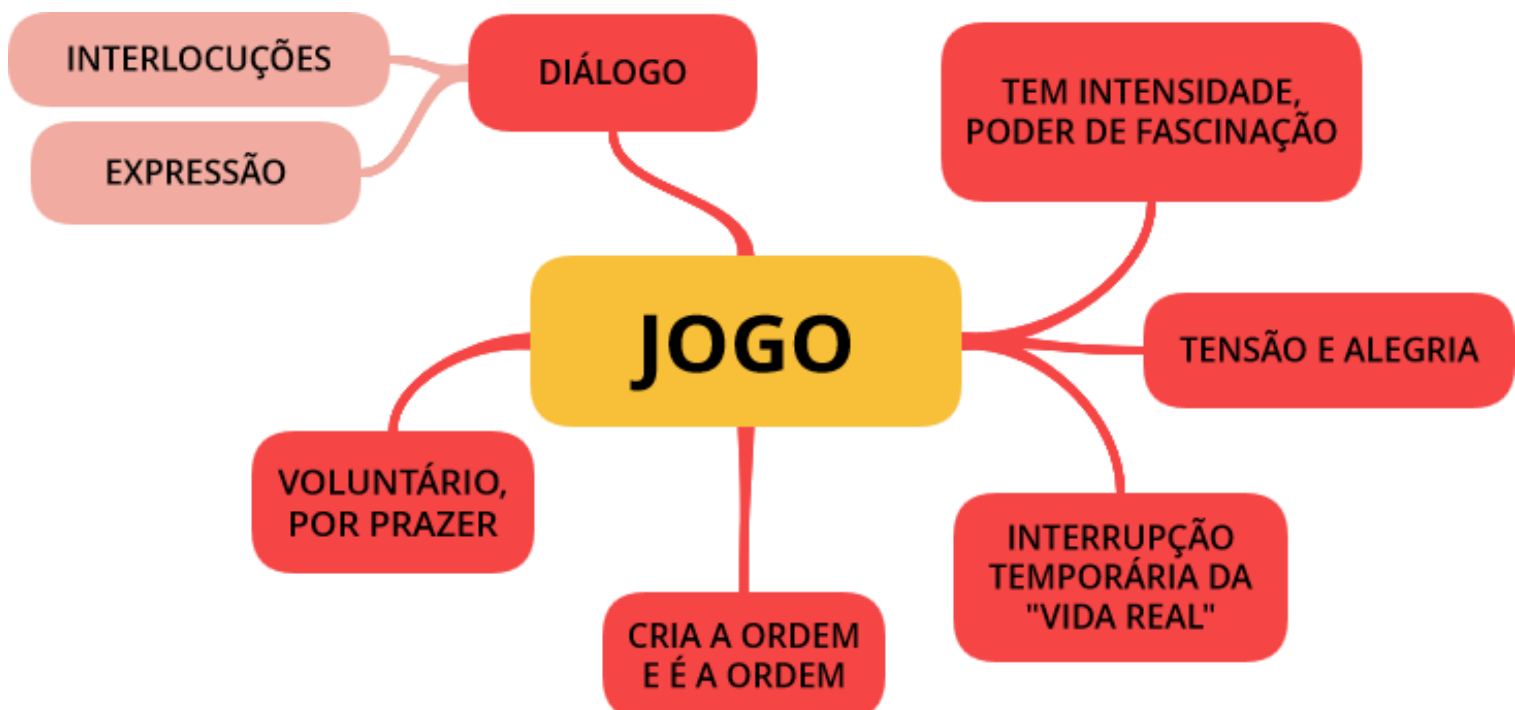 INTERLOCUÇÕES
EXPRESSÃO
DIÁLOGO
TEM INTENSIDADE,
PODER DE FASCINAÇÃO
JOGO
TENSÃO E ALEGRIA
VOLUNTÁRIO,
POR PRAZER
INTERRUPÇÃO
TEMPORÁRIA DA
"VIDA REAL"
CRIA A ORDEM
E É A ORDEM